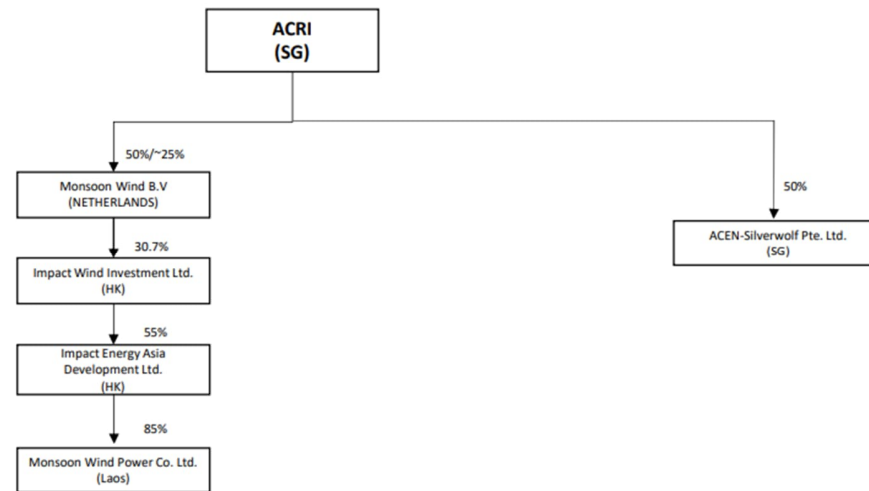 ACRI
(SG)
50%/~25%
Monsoon Wind B.V
(NETHERLANDS)
50%
ACEN-Silverwolf Pte. Ltd.
(SG)
30.7%
Impact Wind Investment Ltd.
(HK)
55%
Impact Energy Asia
Development Ltd.
(HK)
85%
Monsoon Wind Power Co. Ltd.
(Laos)